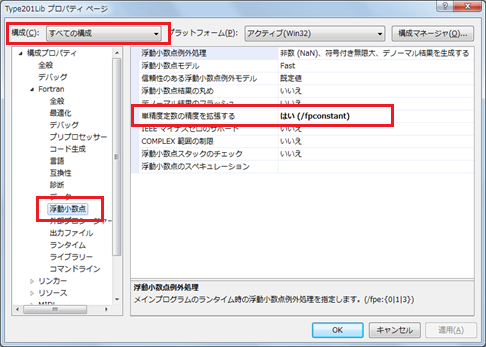 Type201Lib プロパティ ページ
構成(C): すべての構成 プラットフォーム(P): アクティブ(Win32) 構成マネージャ(O)...
構成プロパティ
全般
デバッグ
Fortran
全般
最適化
デバッグ
プリプロセッサー
コード生成
言語
互換性
診断
データ
浮動小数点
外部プロシージャー
出力ファイル
ランタイム
ライブラリー
コマンドライン
リンカー
リソース
MIDL
浮動小数点例外処理 非数 (NaN)、符号付き無限大、デノーマル結果を生成する
浮動小数点モデル Fast
信頼性のある浮動小数点例外モデル 既定値
浮動小数点結果の丸め いいえ
デノーマル結果のフラッシュ いいえ
単精度定数の精度を拡張する はい (/fpconstant)
IEEE マイナスゼロのサポート いいえ
COMPLEX 範囲の制限 いいえ
浮動小数点スタックのチェック いいえ
浮動小数点のスペキュレーション
浮動小数点例外処理
メインプログラムのランタイム時の浮動小数点例外処理を指定します。(/fpe:{0|1|3})
OK キャンセル 適用(A)